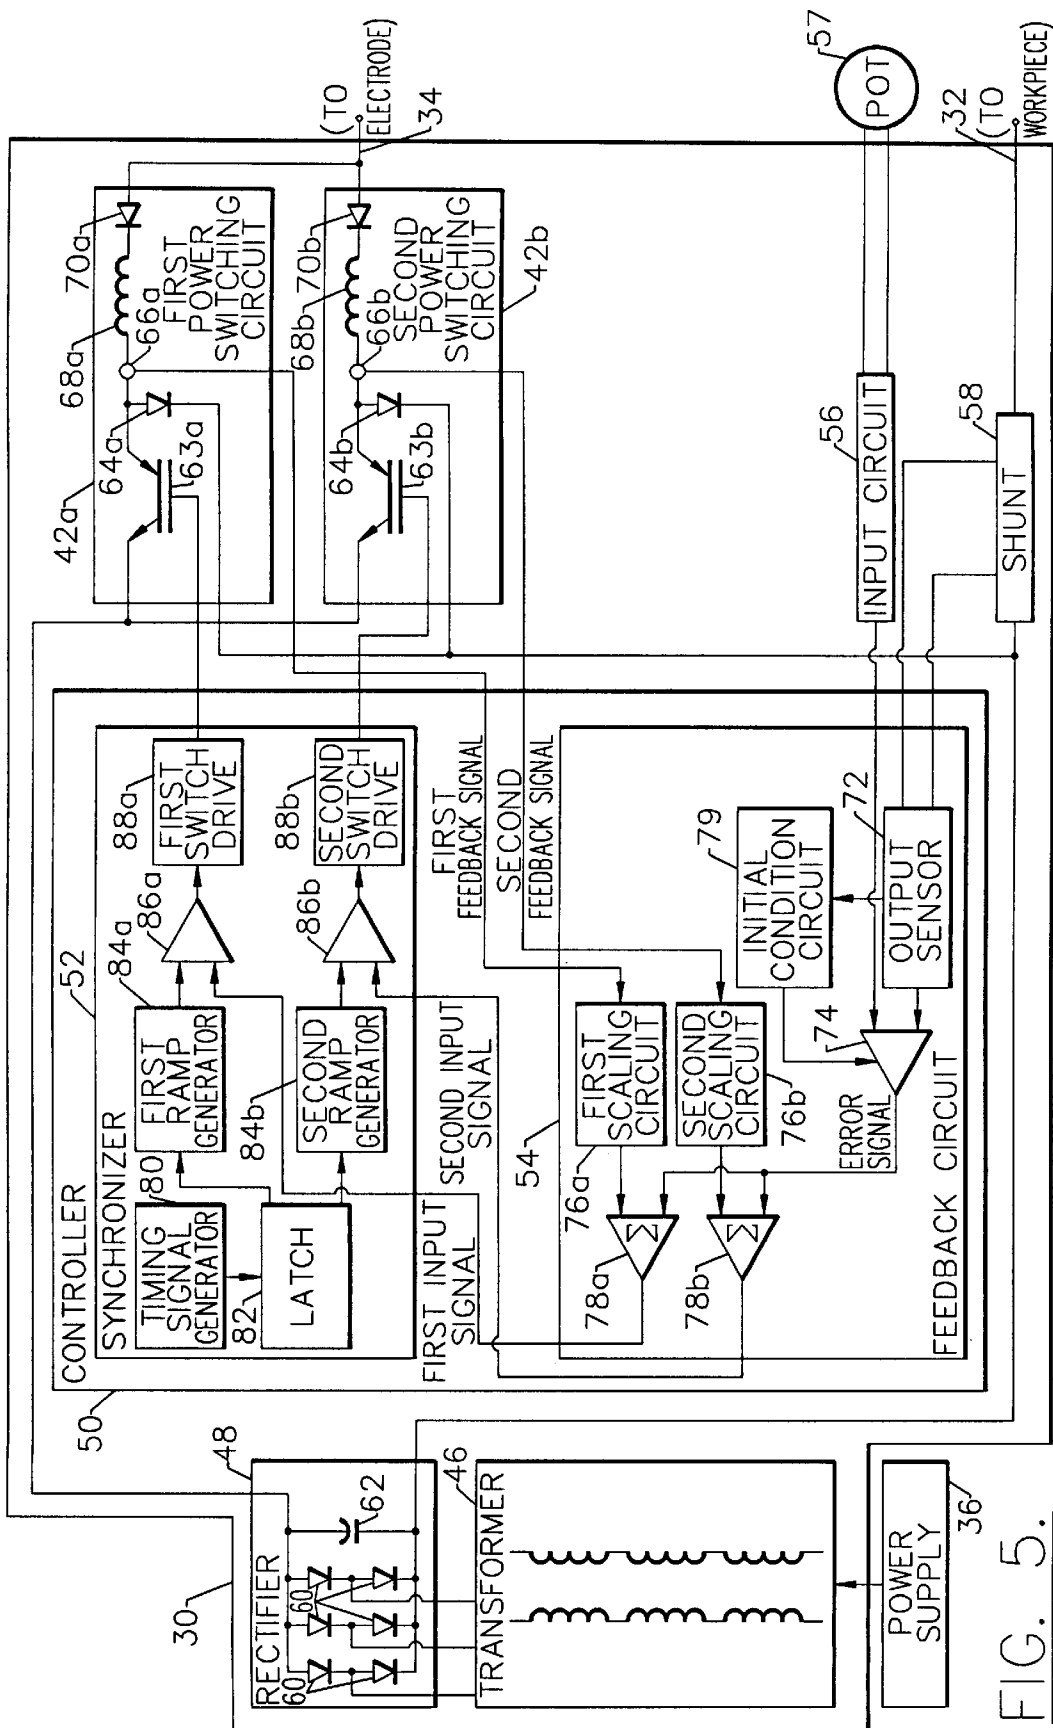 30
RECTIFIER
48
60
60
62
TRANSFORMER
46
POWER
SUPPLY
36
50
CONTROLLER
SYNCHRONIZER
52
TIMING
SIGNAL
GENERATOR
80
82
LATCH
FIRST
RAMP
GENERATOR
84a
84b
SECOND
RAMP
GENERATOR
86a
86b
88a
FIRST
SWITCH
DRIVE
88b
SECOND
SWITCH
DRIVE
FIRST INPUT
SIGNAL
SECOND INPUT
SIGNAL
FIRST
FEEDBACK SIGNAL
SECOND
FEEDBACK SIGNAL
54
76a
FIRST
SCALING
CIRCUIT
SECOND
SCALING
CIRCUIT
76b
78a
Σ
78b
Σ
79
INITIAL
CONDITION
CIRCUIT
72
OUTPUT
SENSOR
74
ERROR
SIGNAL
FEEDBACK CIRCUIT
42a
64a
63a
68a
66a
70a
FIRST
POWER
SWITCHING
CIRCUIT
64b
63b
68b
66b
70b
SECOND
POWER
SWITCHING
CIRCUIT
42b
(TO
ELECTRODE)
34
56
INPUT CIRCUIT
57
POT
58
SHUNT
32
(TO
WORKPIECE)
FIG. 5.